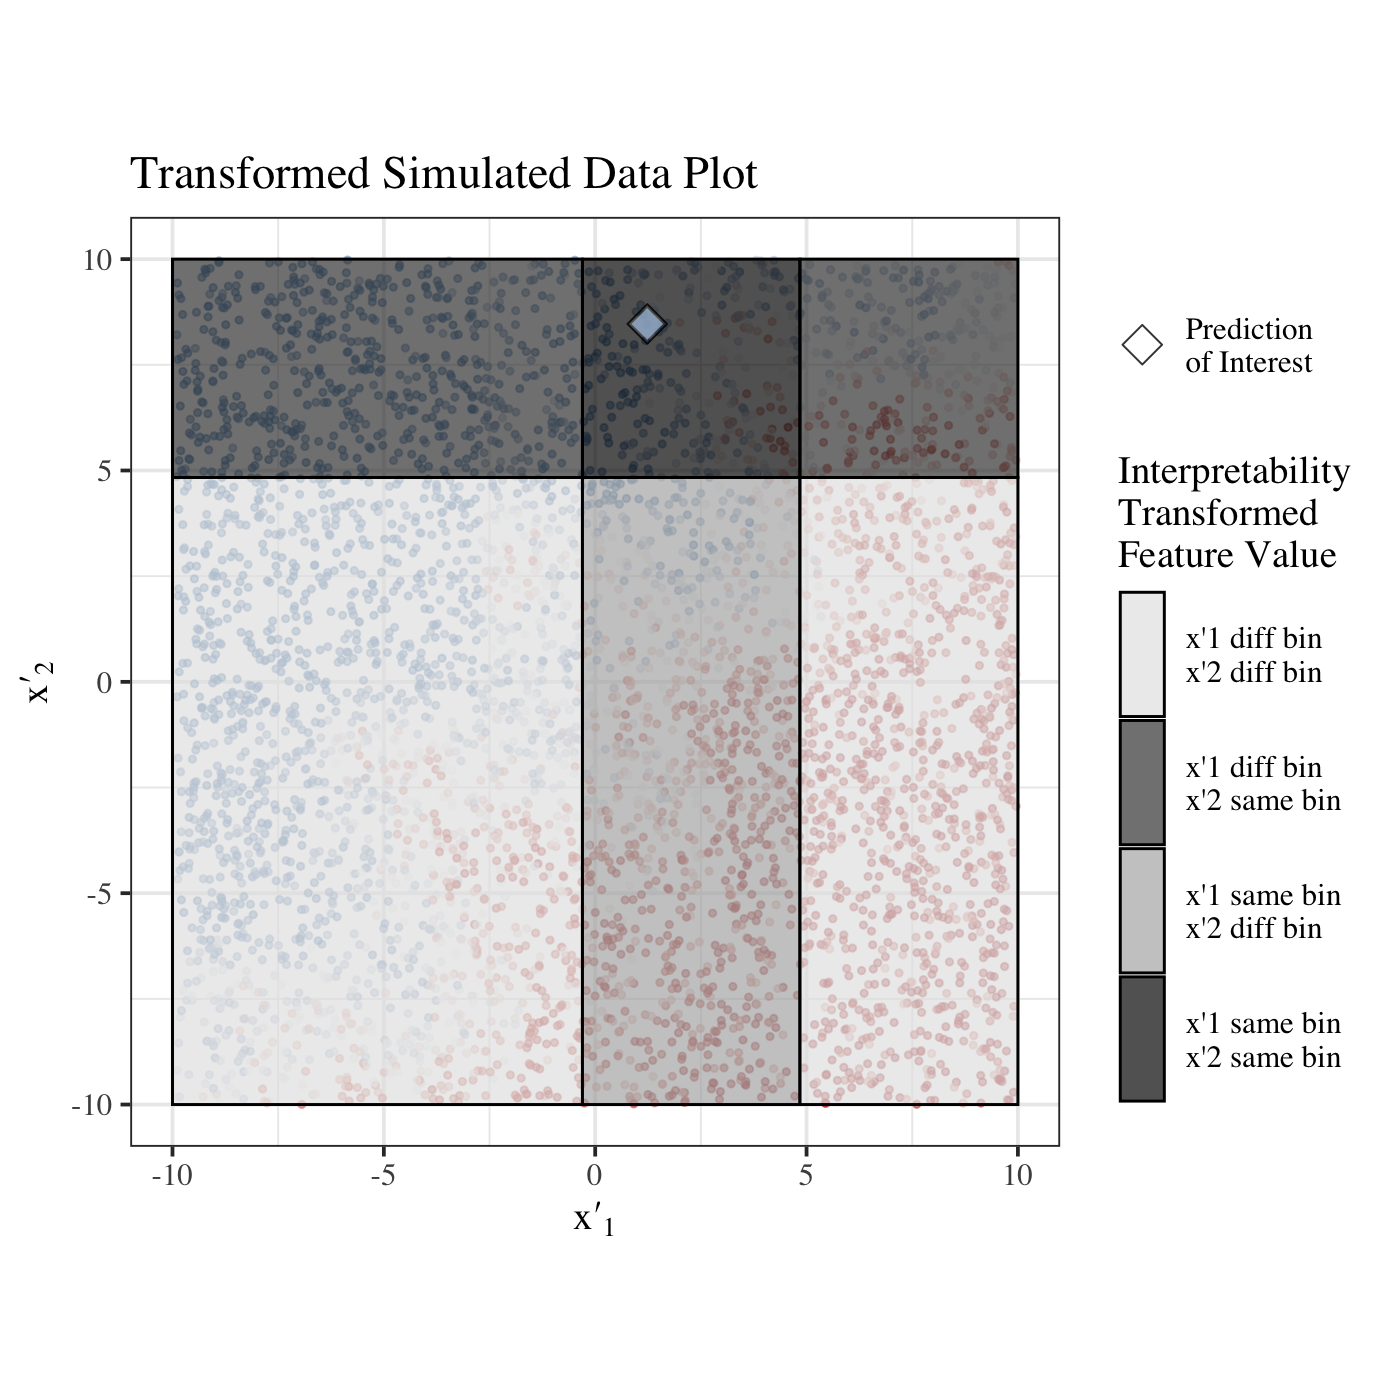 Transformed Simulated Data Plot
10
5
0
-5
-10
-10
-5
0
5
10
x′2
x′1
Prediction
of Interest
Interpretability
Transformed
Feature Value
x'1 diff bin
x'2 diff bin
x'1 diff bin
x'2 same bin
x'1 same bin
x'2 diff bin
x'1 same bin
x'2 same bin